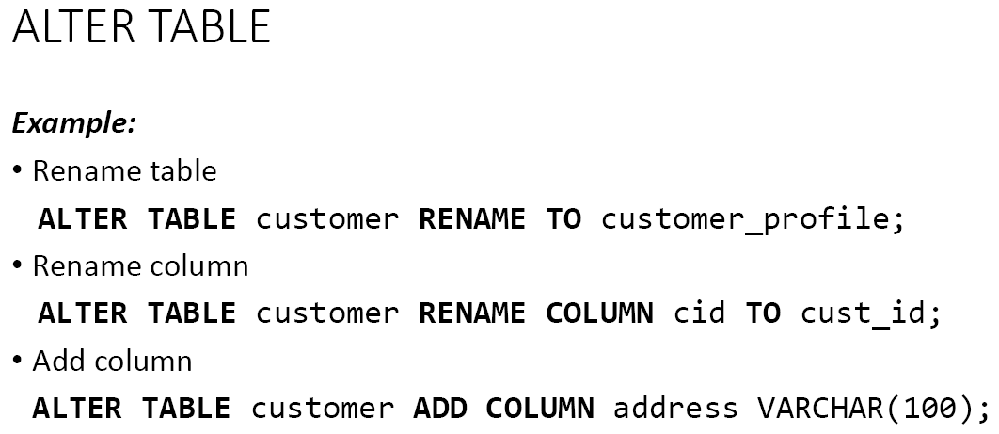 ALTER TABLE
Example:
• Rename table
ALTER TABLE customer RENAME TO customer_profile;
• Rename column
ALTER TABLE customer RENAME COLUMN cid TO cust_id;
• Add column
ALTER TABLE customer ADD COLUMN address VARCHAR(100);